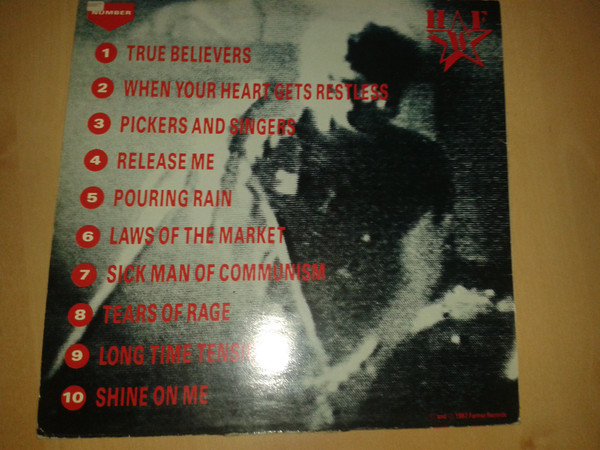 NUMBER
H F
W
1 TRUE BELIEVERS
2 WHEN YOUR HEART GETS RESTLESS
3 PICKERS AND SINGERS
4 RELEASE ME
5 POURING RAIN
6 LAWS OF THE MARKET
7 SICK MAN OF COMMUNISM
8 TEARS OF RAGE
9 LONG TIME
10 SHINE ON ME
Records